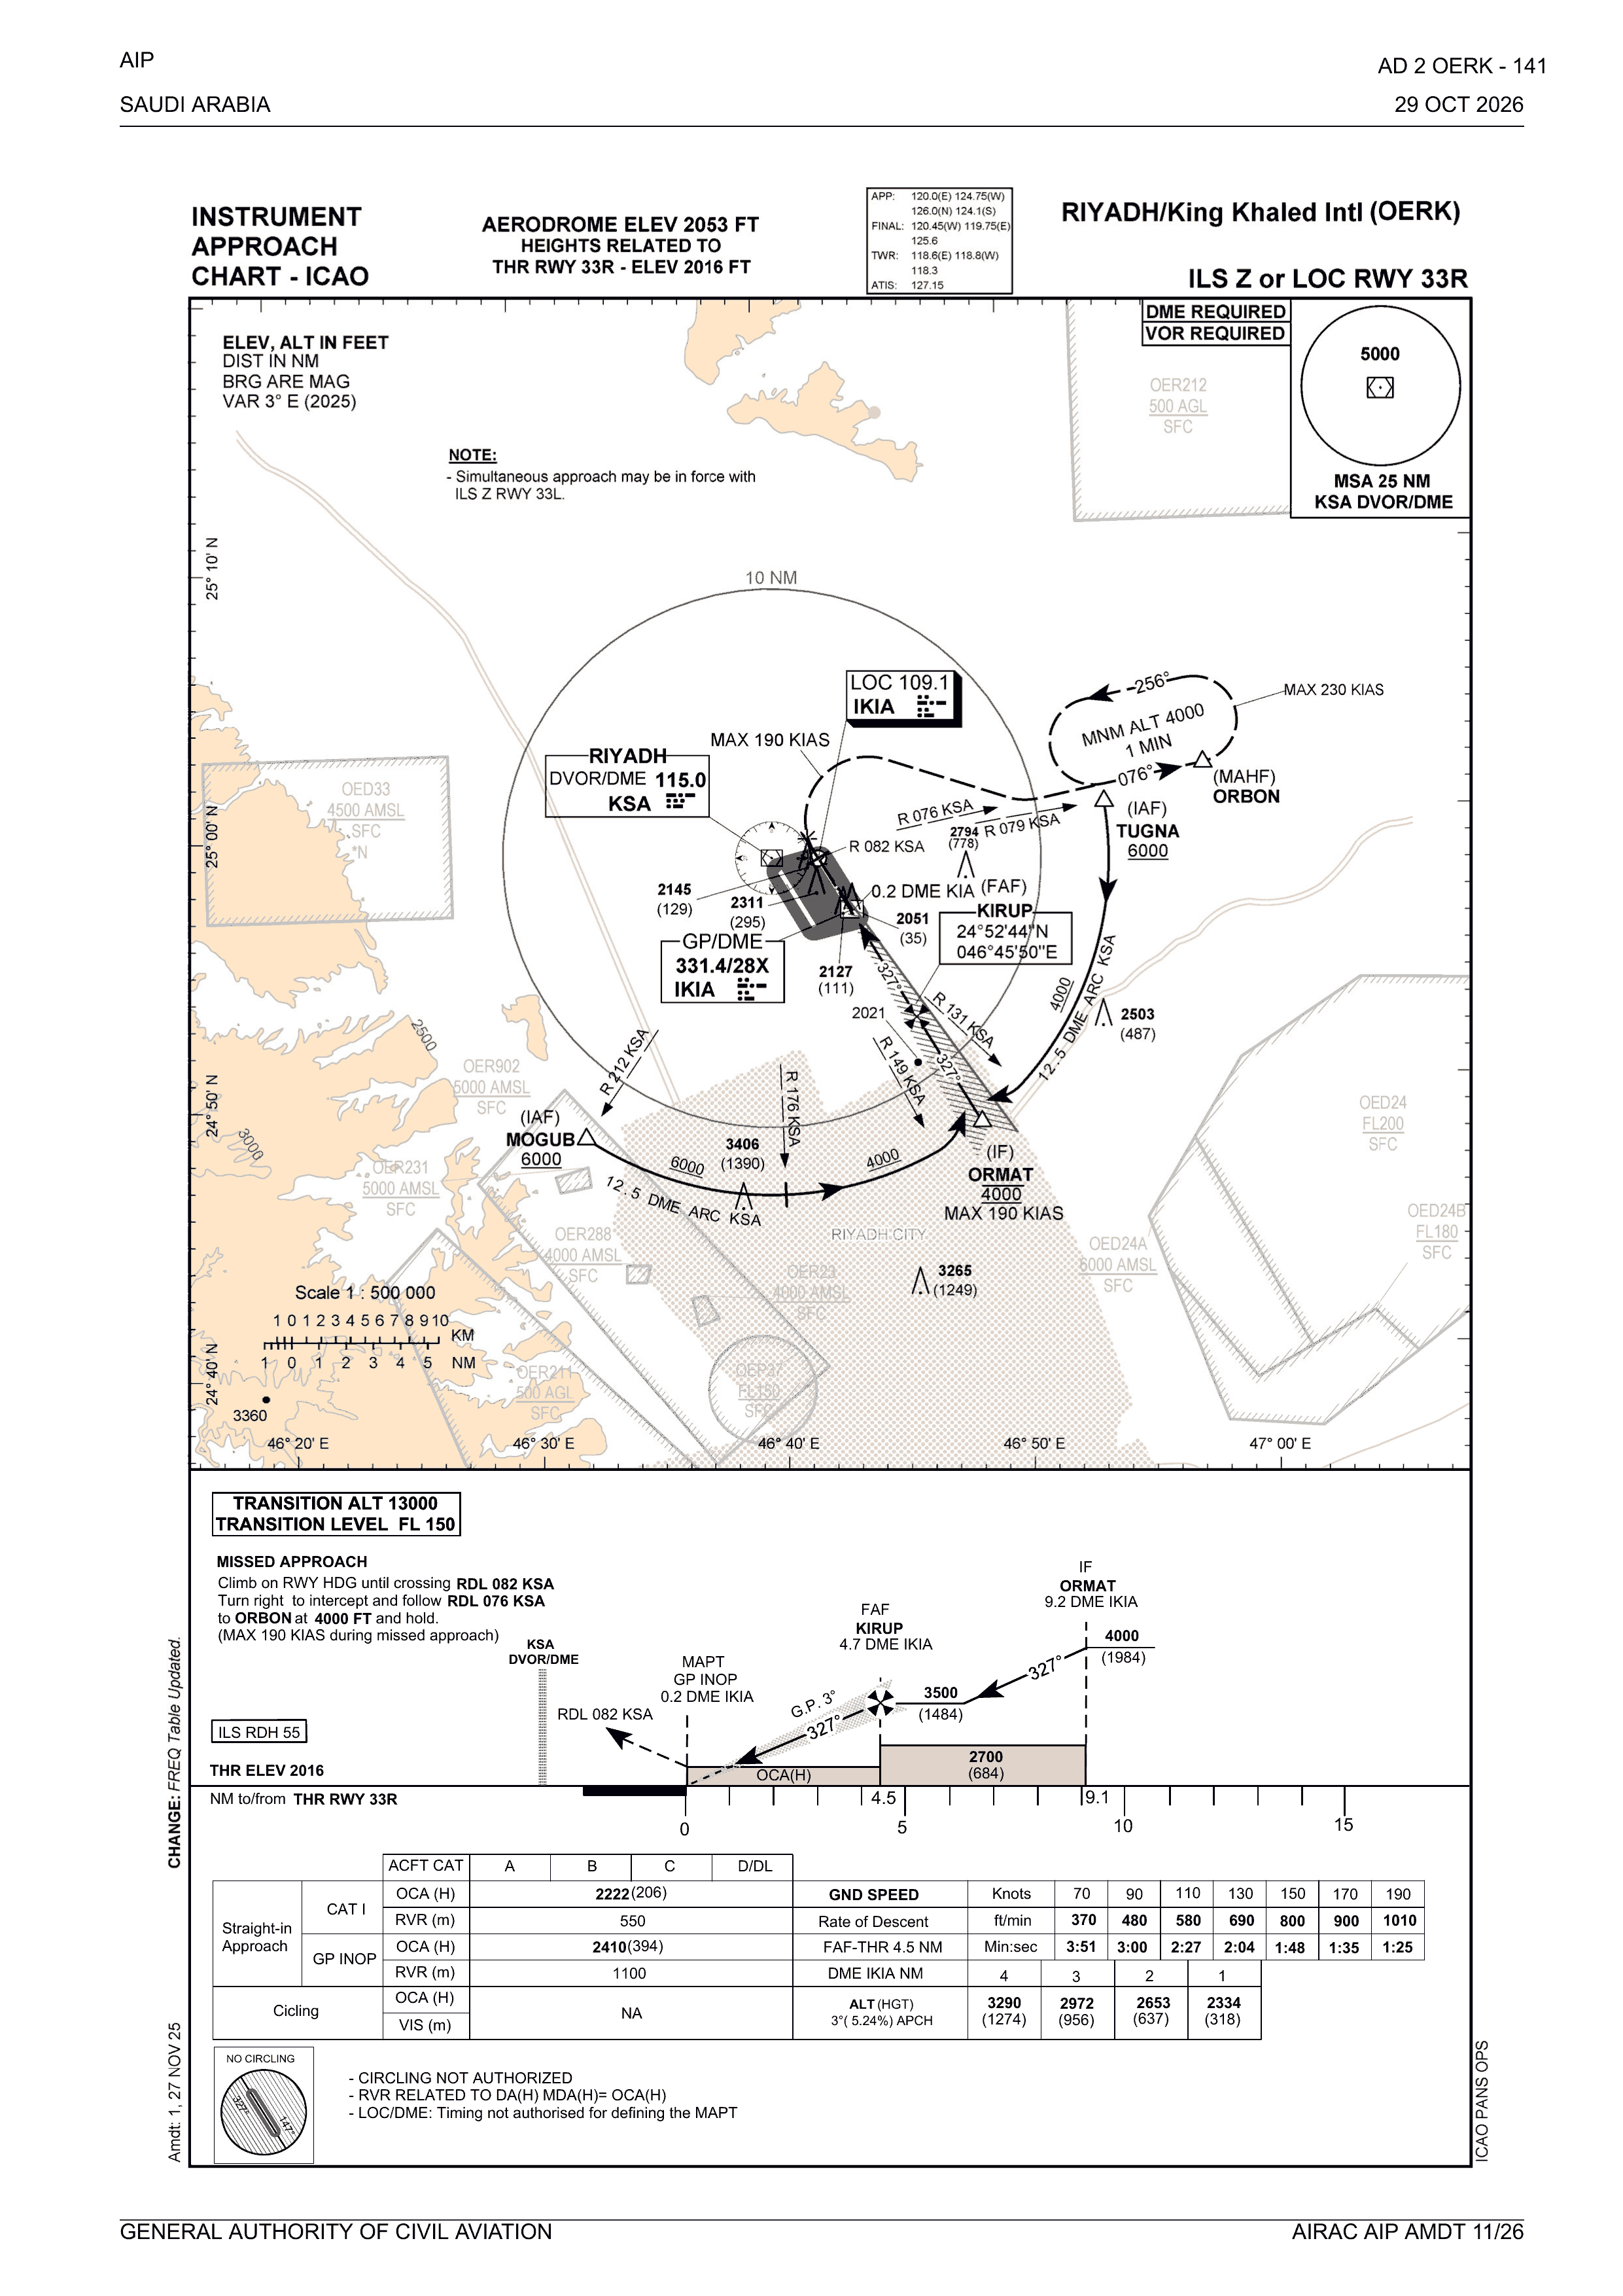 AIP
AD 2 OERK - 141
SAUDI ARABIA
29 OCT 2026
INSTRUMENT
APPROACH
CHART - ICAO
AERODROME ELEV 2053 FT
HEIGHTS RELATED TO
THR RWY 33R - ELEV 2016 FT
APP: 120.0(E) 124.75(W)
126.0(N) 124.1(S)
FINAL: 120.45(W) 119.75(E)
125.6
TWR: 118.6(E) 118.8(W)
118.3
ATIS: 127.15
RIYADH/King Khaled Intl (OERK)
ILS Z or LOC RWY 33R
DME REQUIRED
VOR REQUIRED
5000
MSA 25 NM
KSA DVOR/DME
ELEV, ALT IN FEET
DIST IN NM
BRG ARE MAG
VAR 3° E (2025)
NOTE:
- Simultaneous approach may be in force with
ILS Z RWY 33L.
OER212
500 AGL
SFC
25° 10' N
10 NM
LOC 109.1
IKIA
256°
MAX 230 KIAS
MNM ALT 4000
1 MIN
076°
(MAHF)
ORBON
MAX 190 KIAS
RIYADH
DVOR/DME 115.0
KSA
R 076 KSA
R 079 KSA
(IAF)
TUGNA
6000
OED33
4500 AMSL
SFC
*N
25° 00' N
2794
(778)
R 082 KSA
2145
(129)
2311
(295)
0.2 DME KIA
(FAF)
KIRUP
24°52'44"N
046°45'50"E
2051
(35)
GP/DME
331.4/28X
IKIA
2127
(111)
327°
2021
R 131 KSA
4000
12.5 DME ARC KSA
2503
(487)
R 149 KSA
327°
2500
R 212 KSA
OER902
5000 AMSL
SFC
R 176 KSA
24° 50' N
3000
(IAF)
MOGUB
6000
3406
(1390)
6000
4000
12.5 DME ARC KSA
(IF)
ORMAT
4000
MAX 190 KIAS
OED24
FL200
SFC
OER231
5000 AMSL
SFC
RIYADH CITY
OER288
4000 AMSL
SFC
OER23
4000 AMSL
SFC
OED24A
6000 AMSL
SFC
OED24B
FL180
SFC
3265
(1249)
Scale 1 : 500 000
1 0 1 2 3 4 5 6 7 8 9 10
KM
1 0 1 2 3 4 5 NM
24° 40' N
3360
OER211
500 AGL
SFC
OEP37
FL150
SFC
46° 20' E
46° 30' E
46° 40' E
46° 50' E
47° 00' E
TRANSITION ALT 13000
TRANSITION LEVEL FL 150
MISSED APPROACH
Climb on RWY HDG until crossing RDL 082 KSA
Turn right to intercept and follow RDL 076 KSA
to ORBON at 4000 FT and hold.
(MAX 190 KIAS during missed approach)
KSA
DVOR/DME
RDL 082 KSA
MAPT
GP INOP
0.2 DME IKIA
FAF
KIRUP
4.7 DME IKIA
IF
ORMAT
9.2 DME IKIA
4000
(1984)
327°
3500
(1484)
G.P. 3°
327°
ILS RDH 55
THR ELEV 2016
OCA(H)
2700
(684)
NM to/from THR RWY 33R
4.5
9.1
0
5
10
15
ACFT CAT A B C D/DL
Straight-in
Approach
CAT I
OCA (H) 2222(206)
RVR (m) 550
GP INOP
OCA (H) 2410(394)
RVR (m) 1100
Cicling
OCA (H)
VIS (m)
NA
GND SPEED Knots 70 90 110 130 150 170 190
Rate of Descent ft/min 370 480 580 690 800 900 1010
FAF-THR 4.5 NM Min:sec 3:51 3:00 2:27 2:04 1:48 1:35 1:25
DME IKIA NM 4 3 2 1
ALT (HGT) 3290 2972 2653 2334
3°( 5.24%) APCH (1274) (956) (637) (318)
NO CIRCLING
327°
147°
- CIRCLING NOT AUTHORIZED
- RVR RELATED TO DA(H) MDA(H)= OCA(H)
- LOC/DME: Timing not authorised for defining the MAPT
CHANGE: FREQ Table Updated.
Amdt: 1, 27 NOV 25
ICAO PANS OPS
GENERAL AUTHORITY OF CIVIL AVIATION
AIRAC AIP AMDT 11/26